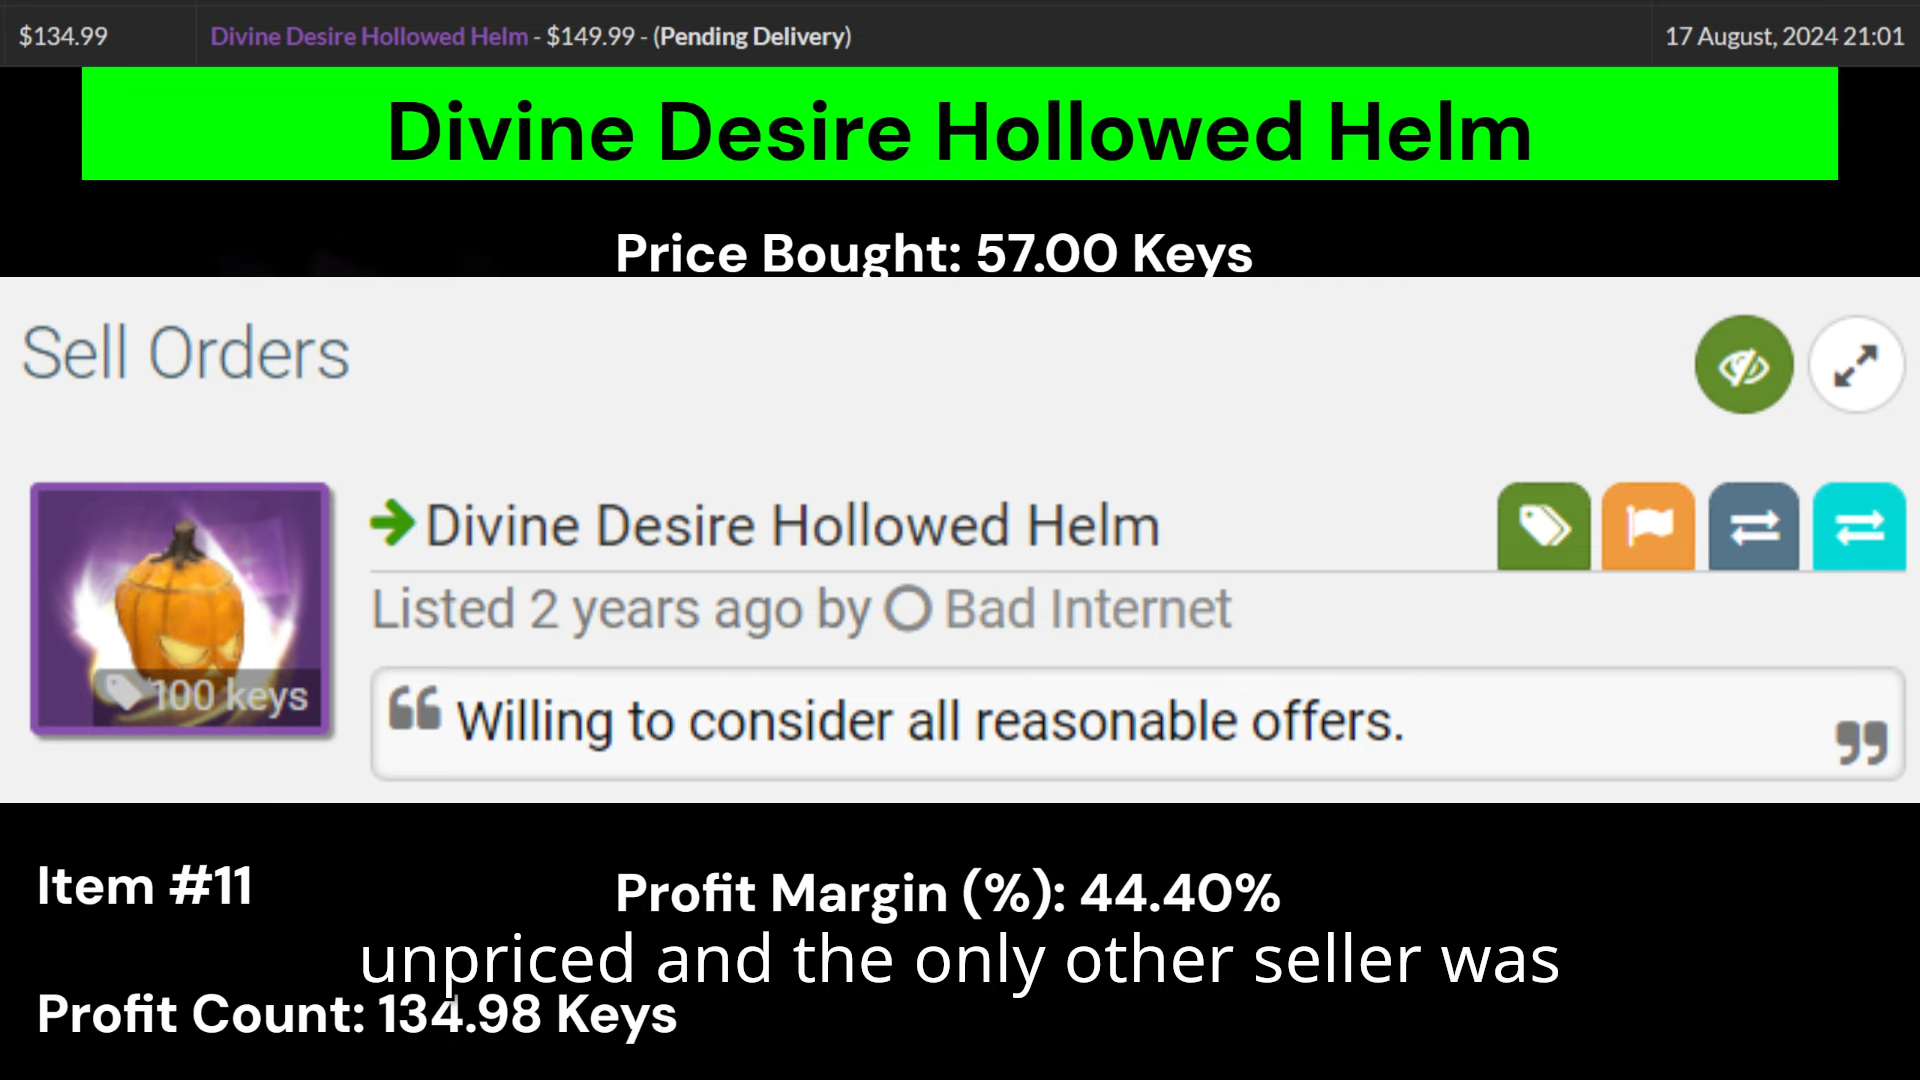 $134.99 Divine Desire Hollowed Helm - $149.99 - (Pending Delivery) 17 August, 2024 21:01
Divine Desire Hollowed Helm
Price Bought: 57.00 Keys
Sell Orders
Divine Desire Hollowed Helm
Listed 2 years ago by Bad Internet
100 keys
“ Willing to consider all reasonable offers. ”
Item #11
Profit Margin (%): 44.40%
unpriced and the only other seller was
Profit Count: 134.98 Keys